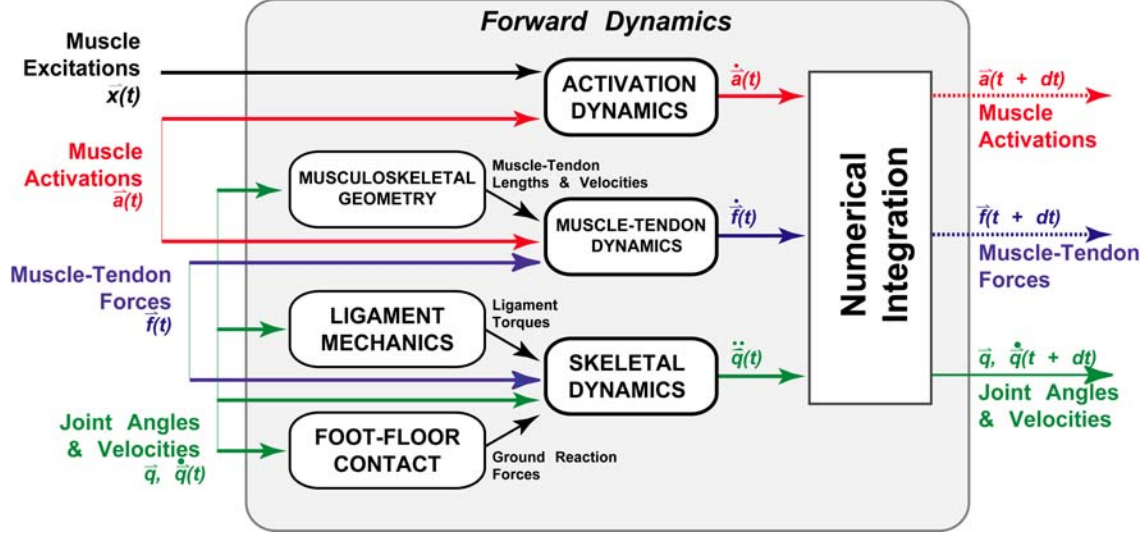 Forward Dynamics
Muscle
Excitations
x(t)
Muscle
Activations
a(t)
Muscle-Tendon
Forces
f(t)
Joint Angles
& Velocities
q, q̇(t)
ACTIVATION
DYNAMICS
MUSCULOSKELETAL
GEOMETRY
Muscle-Tendon
Lengths & Velocities
MUSCLE-TENDON
DYNAMICS
LIGAMENT
MECHANICS
Ligament
Torques
SKELETAL
DYNAMICS
FOOT-FLOOR
CONTACT
Ground Reaction
Forces
ȧ(t)
ḟ(t)
q̈(t)
Numerical
Integration
a(t + dt)
Muscle
Activations
f(t + dt)
Muscle-Tendon
Forces
q, q̇(t + dt)
Joint Angles
& Velocities